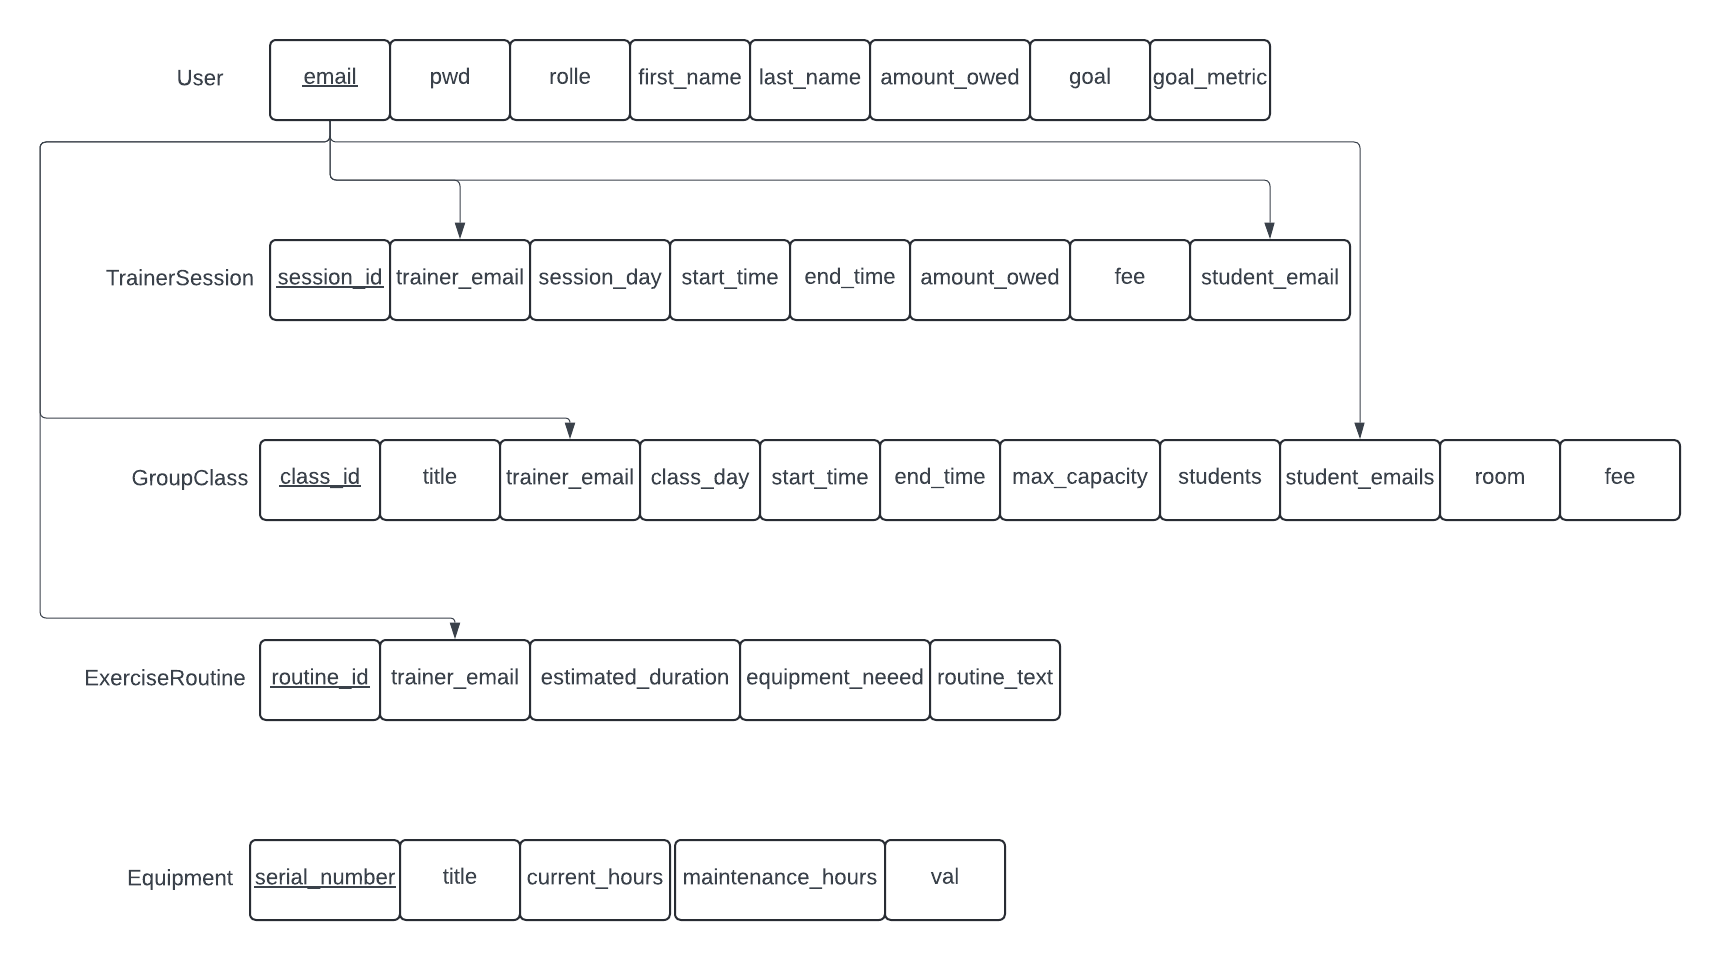 User email pwd rolle first_name last_name amount_owed goal goal_metric
TrainerSession session_id trainer_email session_day start_time end_time amount_owed fee student_email
GroupClass class_id title trainer_email class_day start_time end_time max_capacity students student_emails room fee
ExerciseRoutine routine_id trainer_email estimated_duration equipment_neeed routine_text
Equipment serial_number title current_hours maintenance_hours val